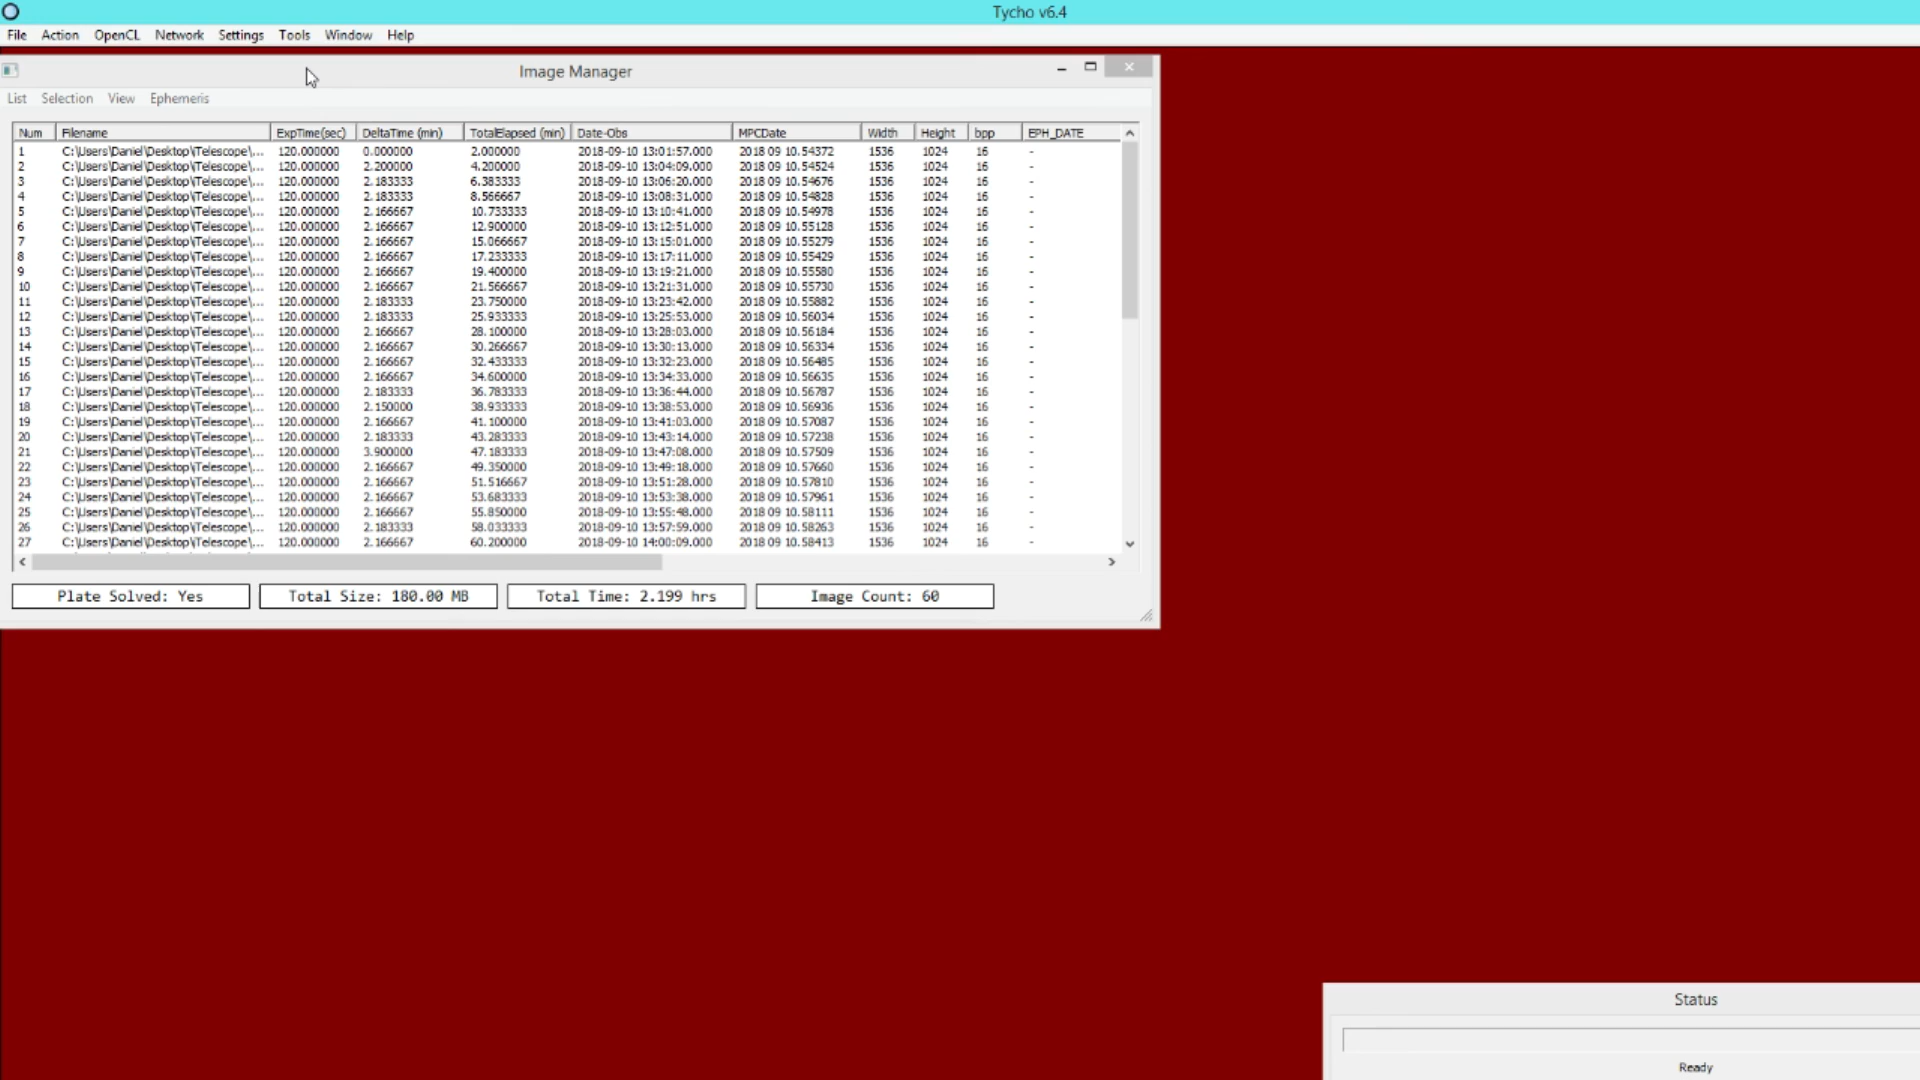 Tycho v6.4
File Action OpenCL Network Settings Tools Window Help
Image Manager
List Selection View Ephemeris
Num Filename ExpTime(sec) DeltaTime (min) TotalElapsed (min) Date-Obs MPCDate Width Height bpp EPH_DATE
1 C:\Users\Daniel\Desktop\iTelescope\... 120.000000 0.000000 2.000000 2018-09-10 13:01:57.000 2018 09 10.54372 1536 1024 16 -
2 C:\Users\Daniel\Desktop\iTelescope\... 120.000000 2.200000 4.200000 2018-09-10 13:04:09.000 2018 09 10.54524 1536 1024 16 -
3 C:\Users\Daniel\Desktop\iTelescope\... 120.000000 2.183333 6.383333 2018-09-10 13:06:20.000 2018 09 10.54676 1536 1024 16 -
4 C:\Users\Daniel\Desktop\iTelescope\... 120.000000 2.183333 8.566667 2018-09-10 13:08:31.000 2018 09 10.54828 1536 1024 16 -
5 C:\Users\Daniel\Desktop\iTelescope\... 120.000000 2.166667 10.733333 2018-09-10 13:10:41.000 2018 09 10.54978 1536 1024 16 -
6 C:\Users\Daniel\Desktop\iTelescope\... 120.000000 2.166667 12.900000 2018-09-10 13:12:51.000 2018 09 10.55128 1536 1024 16 -
7 C:\Users\Daniel\Desktop\iTelescope\... 120.000000 2.166667 15.066667 2018-09-10 13:15:01.000 2018 09 10.55279 1536 1024 16 -
8 C:\Users\Daniel\Desktop\iTelescope\... 120.000000 2.166667 17.233333 2018-09-10 13:17:11.000 2018 09 10.55429 1536 1024 16 -
9 C:\Users\Daniel\Desktop\iTelescope\... 120.000000 2.166667 19.400000 2018-09-10 13:19:21.000 2018 09 10.55580 1536 1024 16 -
10 C:\Users\Daniel\Desktop\iTelescope\... 120.000000 2.166667 21.566667 2018-09-10 13:21:31.000 2018 09 10.55730 1536 1024 16 -
11 C:\Users\Daniel\Desktop\iTelescope\... 120.000000 2.183333 23.750000 2018-09-10 13:23:42.000 2018 09 10.55882 1536 1024 16 -
12 C:\Users\Daniel\Desktop\iTelescope\... 120.000000 2.183333 25.933333 2018-09-10 13:25:53.000 2018 09 10.56034 1536 1024 16 -
13 C:\Users\Daniel\Desktop\iTelescope\... 120.000000 2.166667 28.100000 2018-09-10 13:28:03.000 2018 09 10.56184 1536 1024 16 -
14 C:\Users\Daniel\Desktop\iTelescope\... 120.000000 2.166667 30.266667 2018-09-10 13:30:13.000 2018 09 10.56334 1536 1024 16 -
15 C:\Users\Daniel\Desktop\iTelescope\... 120.000000 2.166667 32.433333 2018-09-10 13:32:23.000 2018 09 10.56485 1536 1024 16 -
16 C:\Users\Daniel\Desktop\iTelescope\... 120.000000 2.166667 34.600000 2018-09-10 13:34:33.000 2018 09 10.56635 1536 1024 16 -
17 C:\Users\Daniel\Desktop\iTelescope\... 120.000000 2.183333 36.783333 2018-09-10 13:36:44.000 2018 09 10.56787 1536 1024 16 -
18 C:\Users\Daniel\Desktop\iTelescope\... 120.000000 2.150000 38.933333 2018-09-10 13:38:53.000 2018 09 10.56936 1536 1024 16 -
19 C:\Users\Daniel\Desktop\iTelescope\... 120.000000 2.166667 41.100000 2018-09-10 13:41:03.000 2018 09 10.57087 1536 1024 16 -
20 C:\Users\Daniel\Desktop\iTelescope\... 120.000000 2.183333 43.283333 2018-09-10 13:43:14.000 2018 09 10.57238 1536 1024 16 -
21 C:\Users\Daniel\Desktop\iTelescope\... 120.000000 3.900000 47.183333 2018-09-10 13:47:08.000 2018 09 10.57509 1536 1024 16 -
22 C:\Users\Daniel\Desktop\iTelescope\... 120.000000 2.166667 49.350000 2018-09-10 13:49:18.000 2018 09 10.57660 1536 1024 16 -
23 C:\Users\Daniel\Desktop\iTelescope\... 120.000000 2.166667 51.516667 2018-09-10 13:51:28.000 2018 09 10.57810 1536 1024 16 -
24 C:\Users\Daniel\Desktop\iTelescope\... 120.000000 2.166667 53.683333 2018-09-10 13:53:38.000 2018 09 10.57961 1536 1024 16 -
25 C:\Users\Daniel\Desktop\iTelescope\... 120.000000 2.166667 55.850000 2018-09-10 13:55:48.000 2018 09 10.58111 1536 1024 16 -
26 C:\Users\Daniel\Desktop\iTelescope\... 120.000000 2.183333 58.033333 2018-09-10 13:57:59.000 2018 09 10.58263 1536 1024 16 -
27 C:\Users\Daniel\Desktop\iTelescope\... 120.000000 2.166667 60.200000 2018-09-10 14:00:09.000 2018 09 10.58413 1536 1024 16 -
Plate Solved: Yes Total Size: 180.00 MB Total Time: 2.199 hrs Image Count: 60
Status
Ready